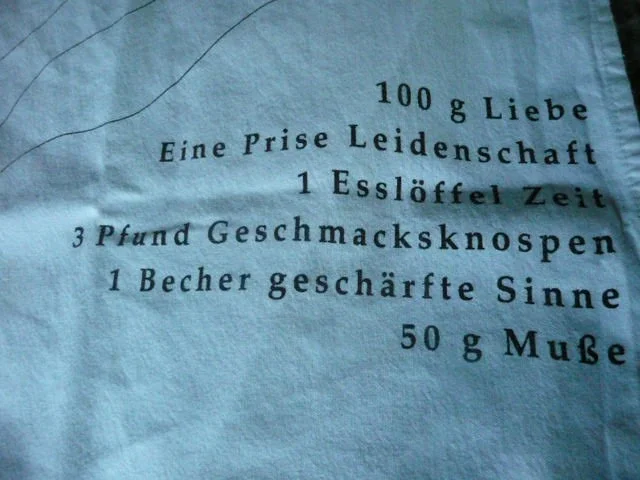 100 g Liebe
Eine Prise Leidenschaft
1 Esslöffel Zeit
3 Pfund Geschmacksknospen
1 Becher geschärfte Sinne
50 g Muße